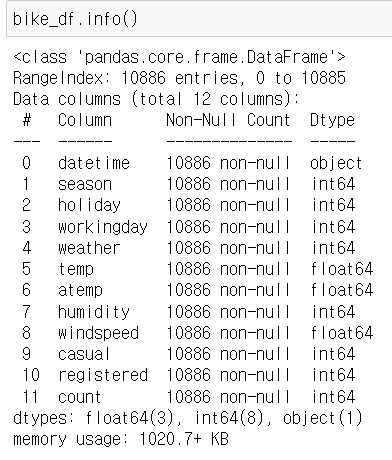 bike_df.info()
<class 'pandas.core.frame.DataFrame'>
RangeIndex: 10886 entries, 0 to 10885
Data columns (total 12 columns):
 #   Column      Non-Null Count  Dtype
---  ------      --------------  -----
 0   datetime    10886 non-null  object
 1   season      10886 non-null  int64
 2   holiday     10886 non-null  int64
 3   workingday  10886 non-null  int64
 4   weather     10886 non-null  int64
 5   temp        10886 non-null  float64
 6   atemp       10886 non-null  float64
 7   humidity    10886 non-null  int64
 8   windspeed   10886 non-null  float64
 9   casual      10886 non-null  int64
 10  registered  10886 non-null  int64
 11  count       10886 non-null  int64
dtypes: float64(3), int64(8), object(1)
memory usage: 1020.7+ KB